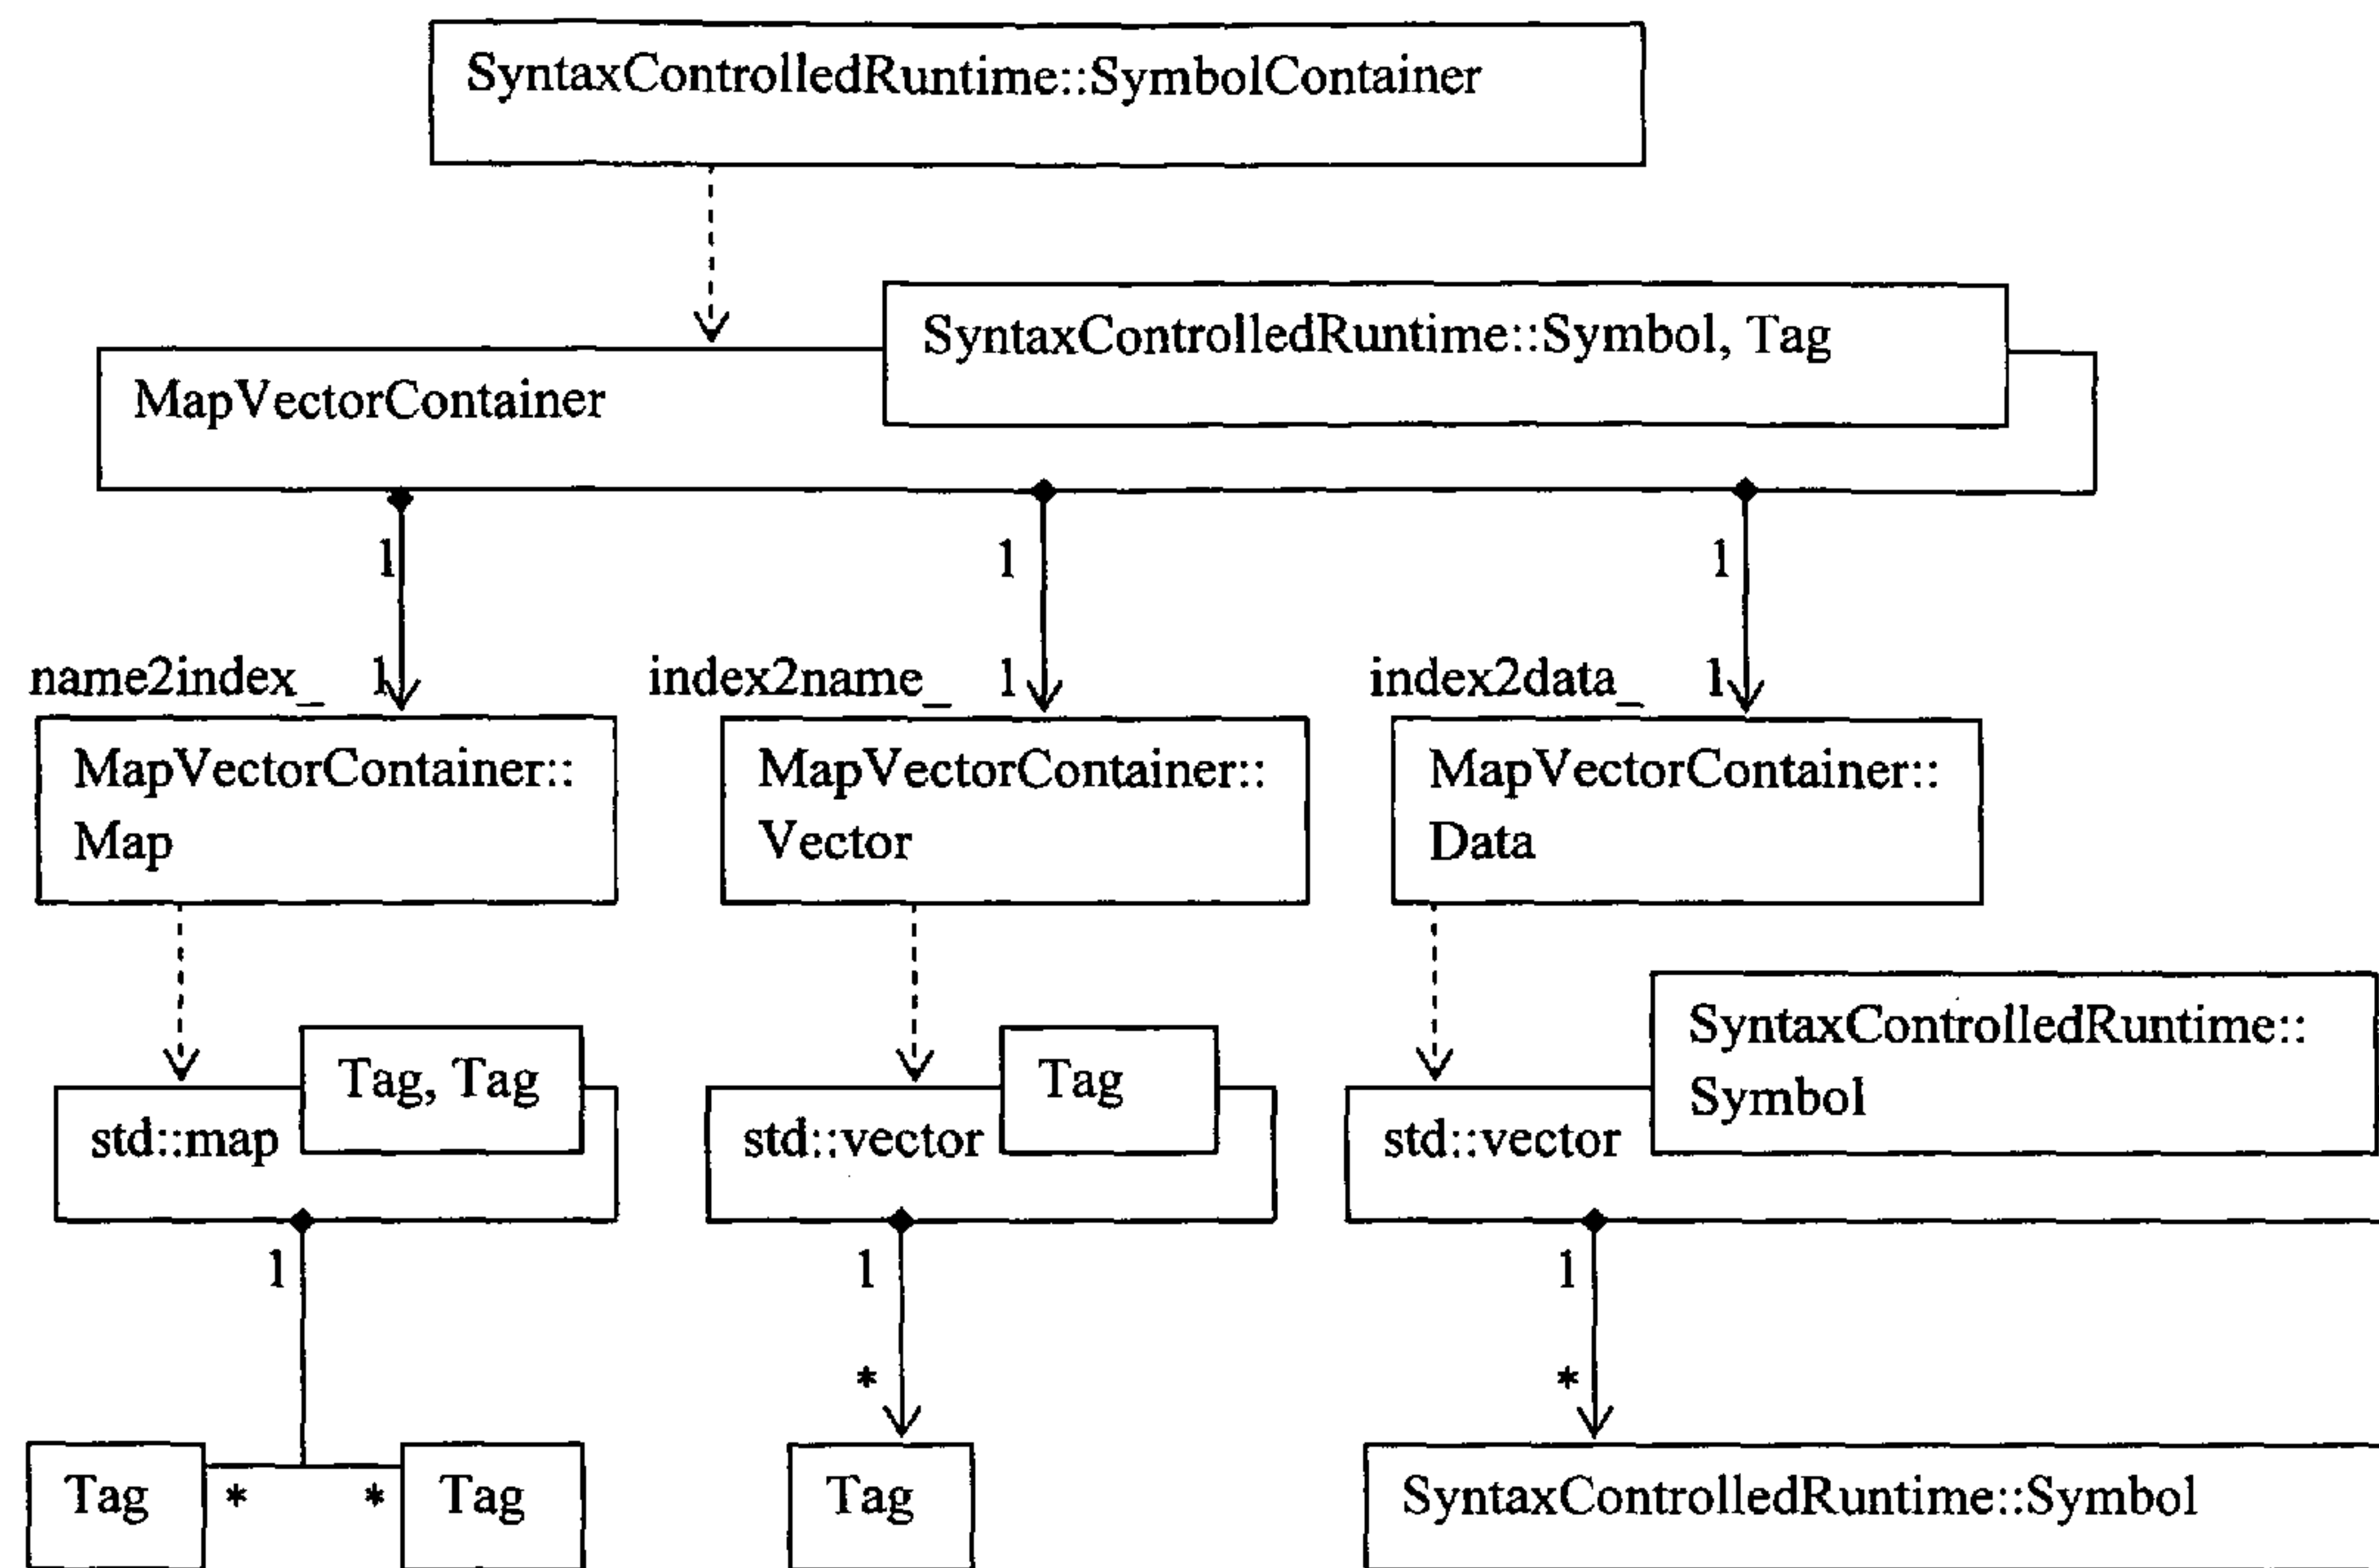 SyntaxControlledRuntime::SymbolContainer
SyntaxControlledRuntime::Symbol, Tag
MapVectorContainer
1
1
1
name2index_
1
index2name_
1
index2data_
1
MapVectorContainer::
Map
MapVectorContainer::
Vector
MapVectorContainer::
Data
Tag, Tag
std::map
Tag
std::vector
SyntaxControlledRuntime::
Symbol
std::vector
1
1
1
*
*
Tag
*
*
Tag
Tag
SyntaxControlledRuntime::Symbol